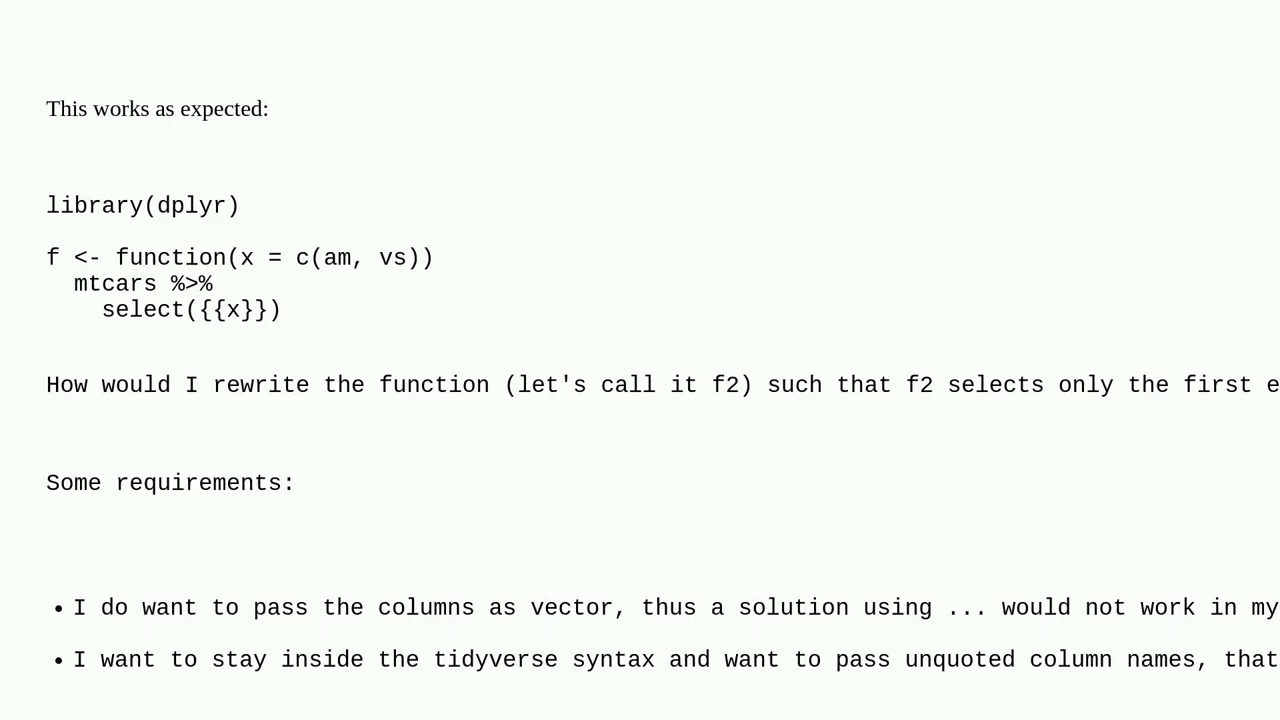 This works as expected:
library(dplyr)
f <- function(x = c(am, vs))
  mtcars %>%
    select({{x}})
How would I rewrite the function (let's call it f2) such that f2 selects only the first e
Some requirements:
• I do want to pass the columns as vector, thus a solution using ... would not work in my
• I want to stay inside the tidyverse syntax and want to pass unquoted column names, that